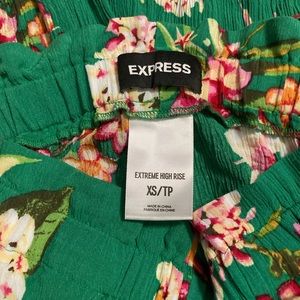 EXPRESS
EXTREME HIGH RISE
XS/TP
MADE IN CHINA
FABRIQUÉ EN CHINE